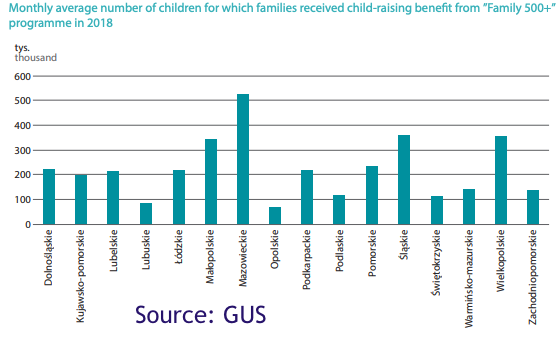 Monthly average number of children for which families received child-raising benefit from “Family 500+”
programme in 2018
tys.
thousand
600
500
400
300
200
100
0
Dolnośląskie
Kujawsko-pomorskie
Lubelskie
Lubuskie
Łódzkie
Małopolskie
Mazowieckie
Opolskie
Podkarpackie
Podlaskie
Pomorskie
Śląskie
Świętokrzyskie
Warmińsko-mazurskie
Wielkopolskie
Zachodniopomorskie
Source: GUS